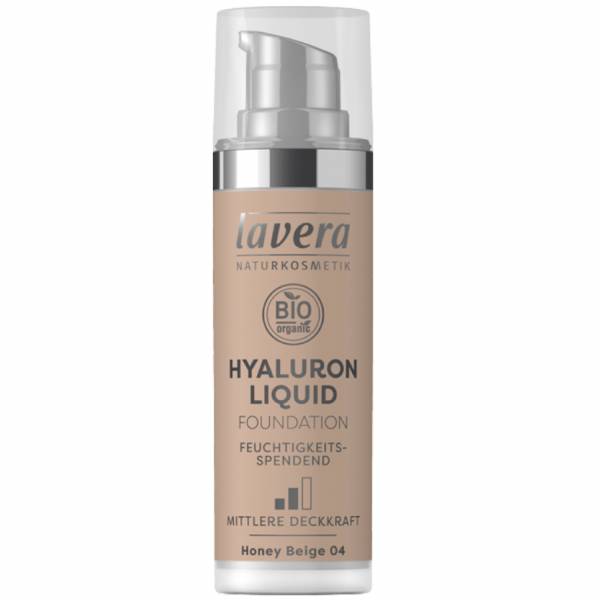 lavera
NATURKOSMETIK
BIO
organic
HYALURON
LIQUID
FOUNDATION
FEUCHTIGKEITS-
SPENDEND
MITTLERE DECKKRAFT
Honey Beige 04